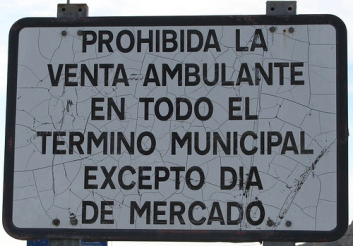 PROHIBIDA LA
VENTA AMBULANTE
EN TODO EL
TERMINO MUNICIPAL
EXCEPTO DIA
DE MERCADO